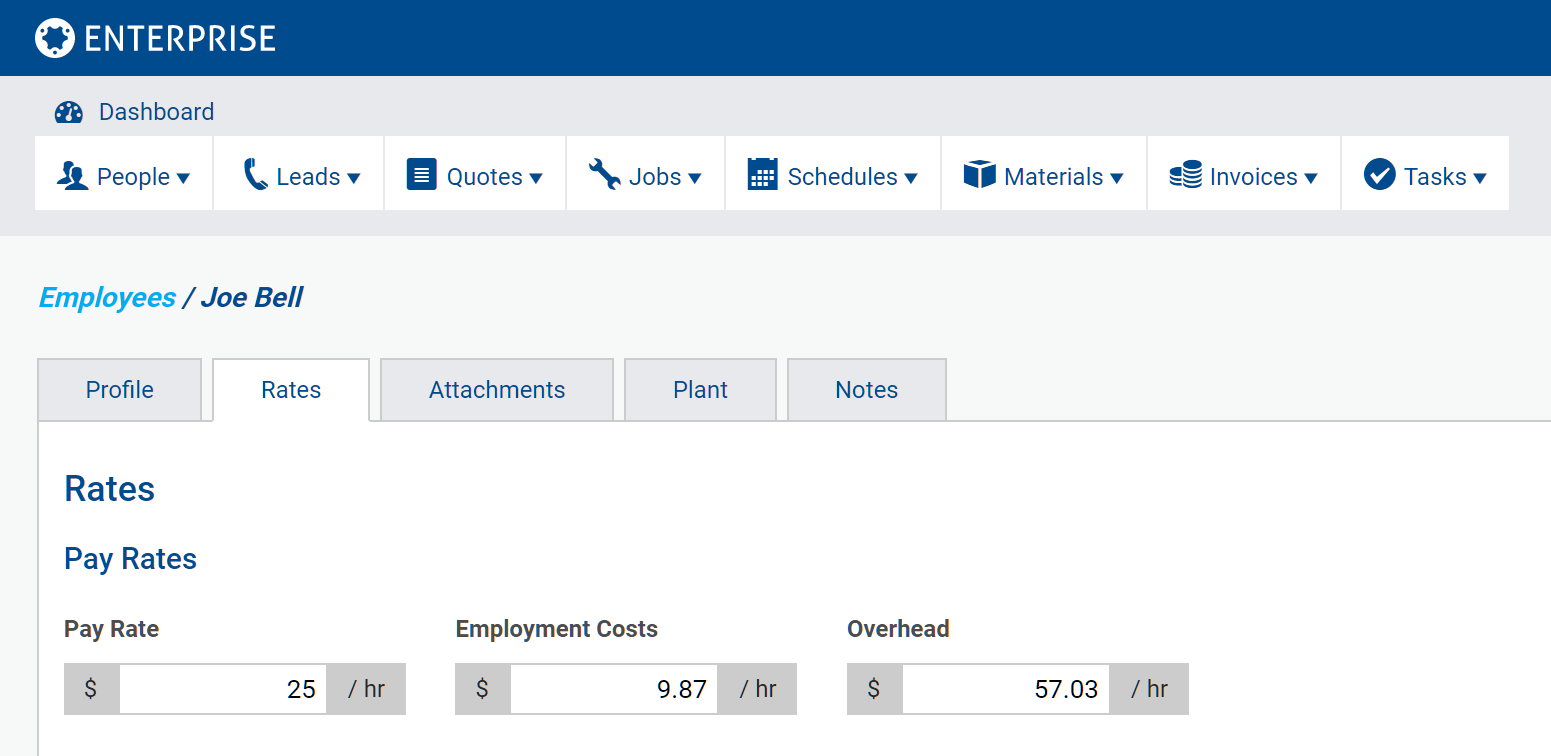 ENTERPRISE
Dashboard
People Leads Quotes Jobs Schedules Materials Invoices Tasks
Employees / Joe Bell
Profile Rates Attachments Plant Notes
Rates
Pay Rates
Pay Rate Employment Costs Overhead
$ 25 / hr $ 9.87 / hr $ 57.03 / hr